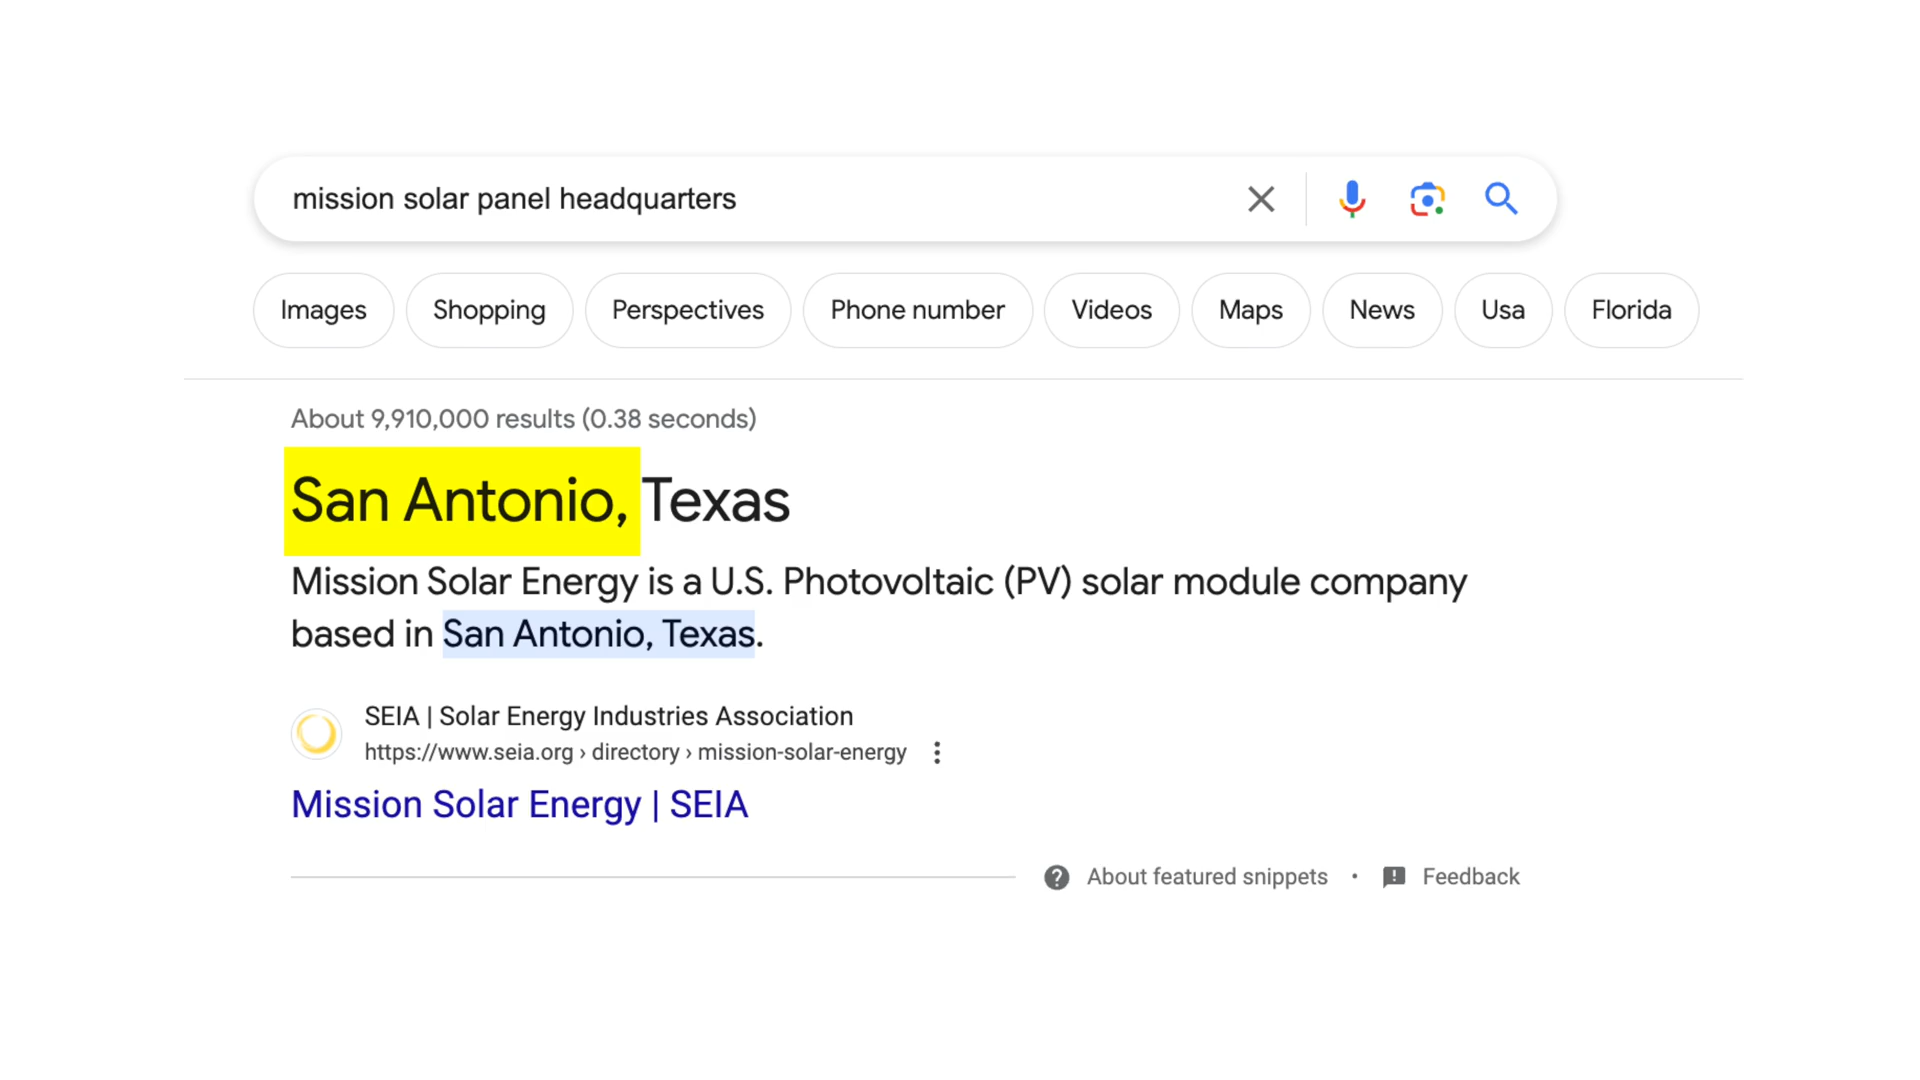 mission solar panel headquarters
Images Shopping Perspectives Phone number Videos Maps News Usa Florida
About 9,910,000 results (0.38 seconds)
San Antonio, Texas
Mission Solar Energy is a U.S. Photovoltaic (PV) solar module company
based in San Antonio, Texas.
SEIA | Solar Energy Industries Association
https://www.seia.org › directory › mission-solar-energy
Mission Solar Energy | SEIA
About featured snippets • Feedback